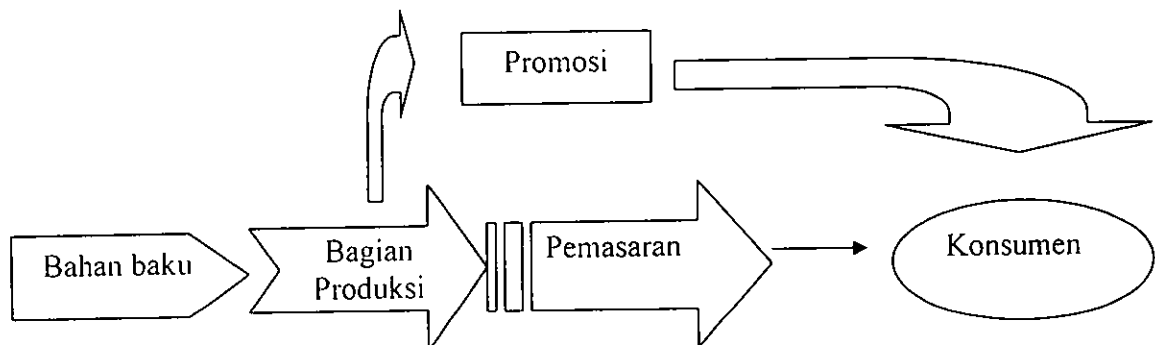 Promosi
Bahan baku
Bagian
Produksi
Pemasaran
Konsumen